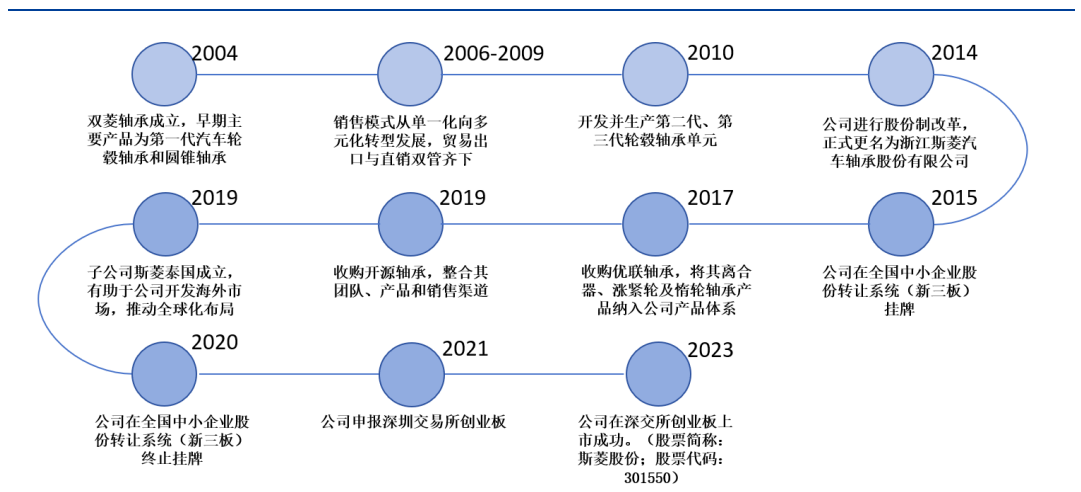 2004
双菱轴承成立，早期主
要产品为第一代汽车轮
毂轴承和圆锥轴承
2006-2009
销售模式从单一化向多
元化转型发展，贸易出
口与直销双管齐下
2010
开发并生产第二代、第
三代轮毂轴承单元
2014
公司进行股份制改革，
正式更名为浙江斯菱汽
车轴承股份有限公司
2015
公司在全国中小企业股
份转让系统（新三板）
挂牌
2017
收购优联轴承，将其离合
器、涨紧轮及惰轮轴承产
品纳入公司产品体系
2019
收购开源轴承，整合其
团队、产品和销售渠道
2019
子公司斯菱泰国成立，
有助于公司开发海外市
场，推动全球化布局
2020
公司在全国中小企业股
份转让系统（新三板）
终止挂牌
2021
公司申报深圳交易所创业板
2023
公司在深交所创业板上
市成功。（股票简称：
斯菱股份；股票代码：
301550）